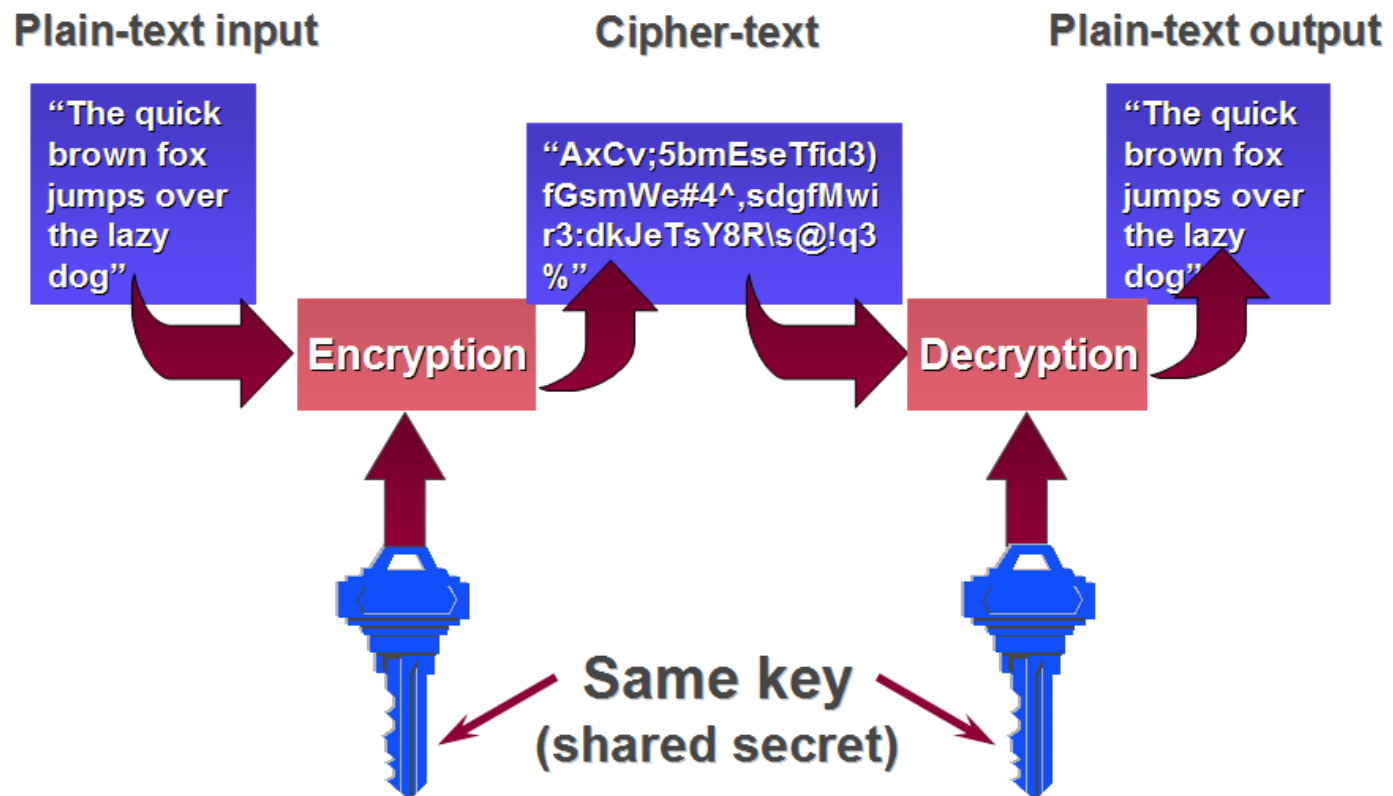 Plain-text input
Cipher-text
Plain-text output
“The quick
brown fox
jumps over
the lazy
dog”
“AxCv;5bmEseTfid3)
fGsmWe#4^,sdgfMwi
r3:dkJeTsY8R\s@!q3
%”
“The quick
brown fox
jumps over
the lazy
dog”
Encryption
Decryption
Same key
(shared secret)